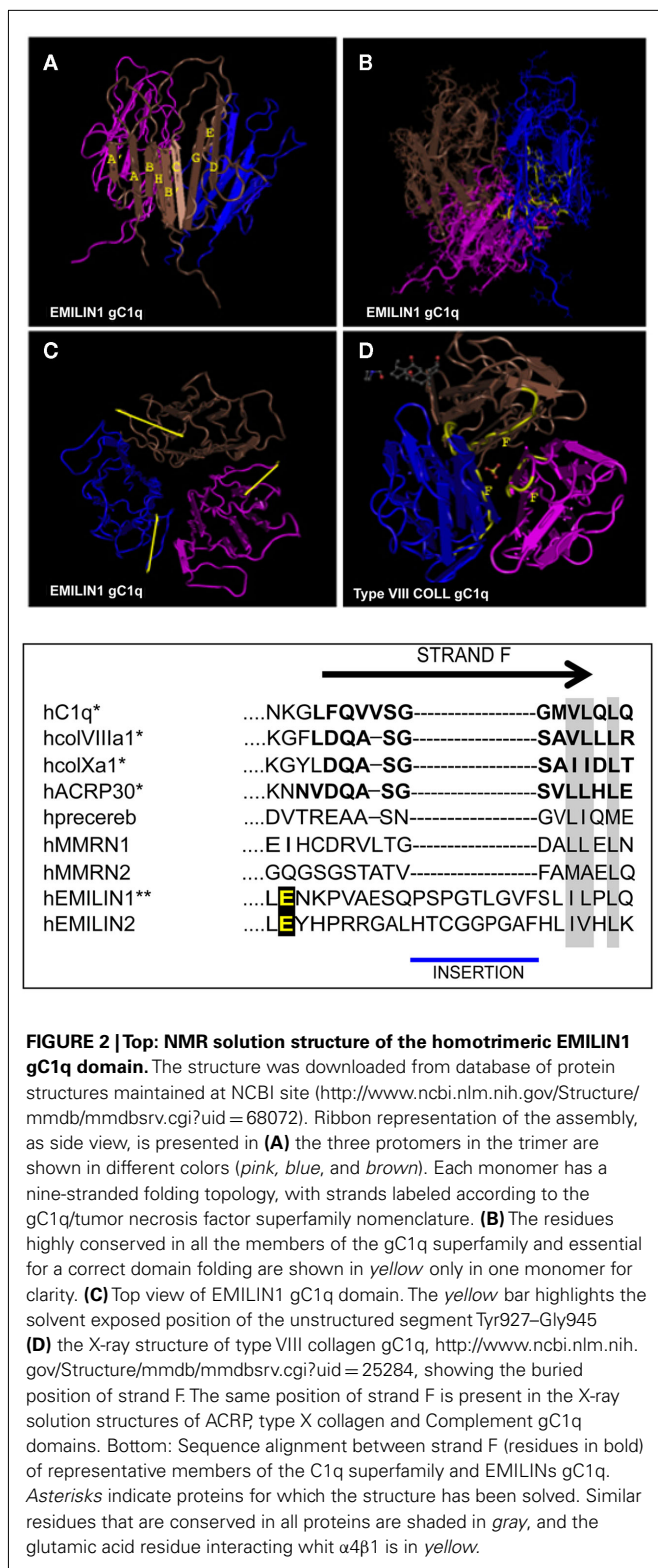 A
A'
A
B
H
B'
C
G
E
D
EMILIN1 gC1q
B
EMILIN1 gC1q
C
EMILIN1 gC1q
D
F
F
F
Type VIII COLL gC1q
STRAND F
hC1q* ....NKGLFQVVSG-----------------GMVLQLQ
hcolVIIIa1* ....KGFLDQA–SG-----------------SAVLLLR
hcolXa1* ....KGYLDQA–SG-----------------SAIIDLT
hACRP30* ....KNNVDQA–SG-----------------SVLLHLE
hprecereb ....DVTREAA–SN-----------------GVLIQME
hMMRN1 ....EIHCDRVLTG-----------------DALLELN
hMMRN2 ....GQGSGSTATV-----------------FAMAELQ
hEMILIN1** ....LENKPVAESQPSPGTLGVFSLILPLQ
hEMILIN2 ....LEYHPRRGALHTCGGPGAFHLIVHLK
INSERTION
FIGURE 2 | Top: NMR solution structure of the homotrimeric EMILIN1
gC1q domain. The structure was downloaded from database of protein
structures maintained at NCBI site (http://www.ncbi.nlm.nih.gov/Structure/
mmdb/mmdbsrv.cgi?uid = 68072). Ribbon representation of the assembly,
as side view, is presented in (A) the three protomers in the trimer are
shown in different colors (pink, blue, and brown). Each monomer has a
nine-stranded folding topology, with strands labeled according to the
gC1q/tumor necrosis factor superfamily nomenclature. (B) The residues
highly conserved in all the members of the gC1q superfamily and essential
for a correct domain folding are shown in yellow only in one monomer for
clarity. (C) Top view of EMILIN1 gC1q domain. The yellow bar highlights the
solvent exposed position of the unstructured segment Tyr927–Gly945
(D) the X-ray structure of type VIII collagen gC1q, http://www.ncbi.nlm.nih.
gov/Structure/mmdb/mmdbsrv.cgi?uid = 25284, showing the buried
position of strand F. The same position of strand F is present in the X-ray
solution structures of ACRP, type X collagen and Complement gC1q
domains. Bottom: Sequence alignment between strand F (residues in bold)
of representative members of the C1q superfamily and EMILINs gC1q.
Asterisks indicate proteins for which the structure has been solved. Similar
residues that are conserved in all proteins are shaded in gray, and the
glutamic acid residue interacting whit α4β1 is in yellow.